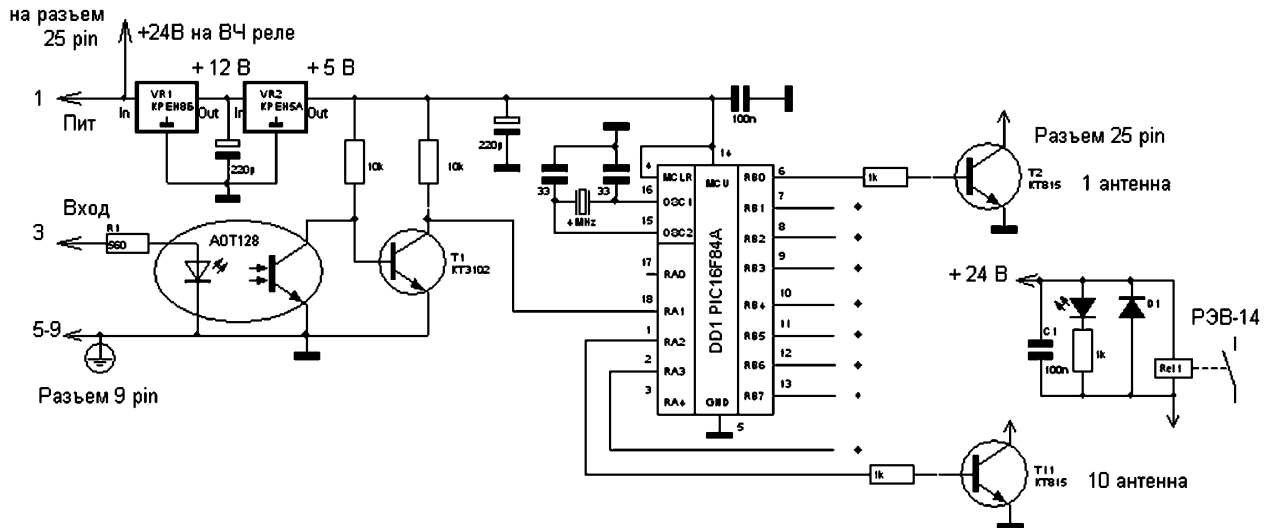 на разъем
25 pin
+24В на ВЧ реле
+ 12 В
+ 5 В
1
Пит
In
VR1
КРЕН8Б
Out
In
VR2
КРЕН5А
Out
220μ
10k
10k
220μ
100n
33
33
4 MHz
Вход
3
R1
560
АОТ128
T1
КТ3102
5-9
Разъем 9 pin
4
16
15
17
18
1
2
3
14
5
MCLR
OSC1
OSC2
RA0
RA1
RA2
RA3
RA4
MCU
DD1 PIC16F84A
GND
RB0
RB1
RB2
RB3
RB4
RB5
RB6
RB7
6
7
8
9
10
11
12
13
1k
T2
КТ815
Разъем 25 pin
1 антенна
+ 24 В
C1
100n
1k
D1
Rel1
РЭВ-14
1k
T11
КТ815
10 антенна